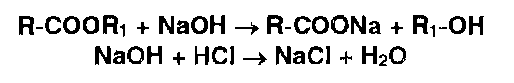 R-COOR₁ + NaOH → R-COONa + R₁-OH
NaOH + HCl → NaCl + H₂O